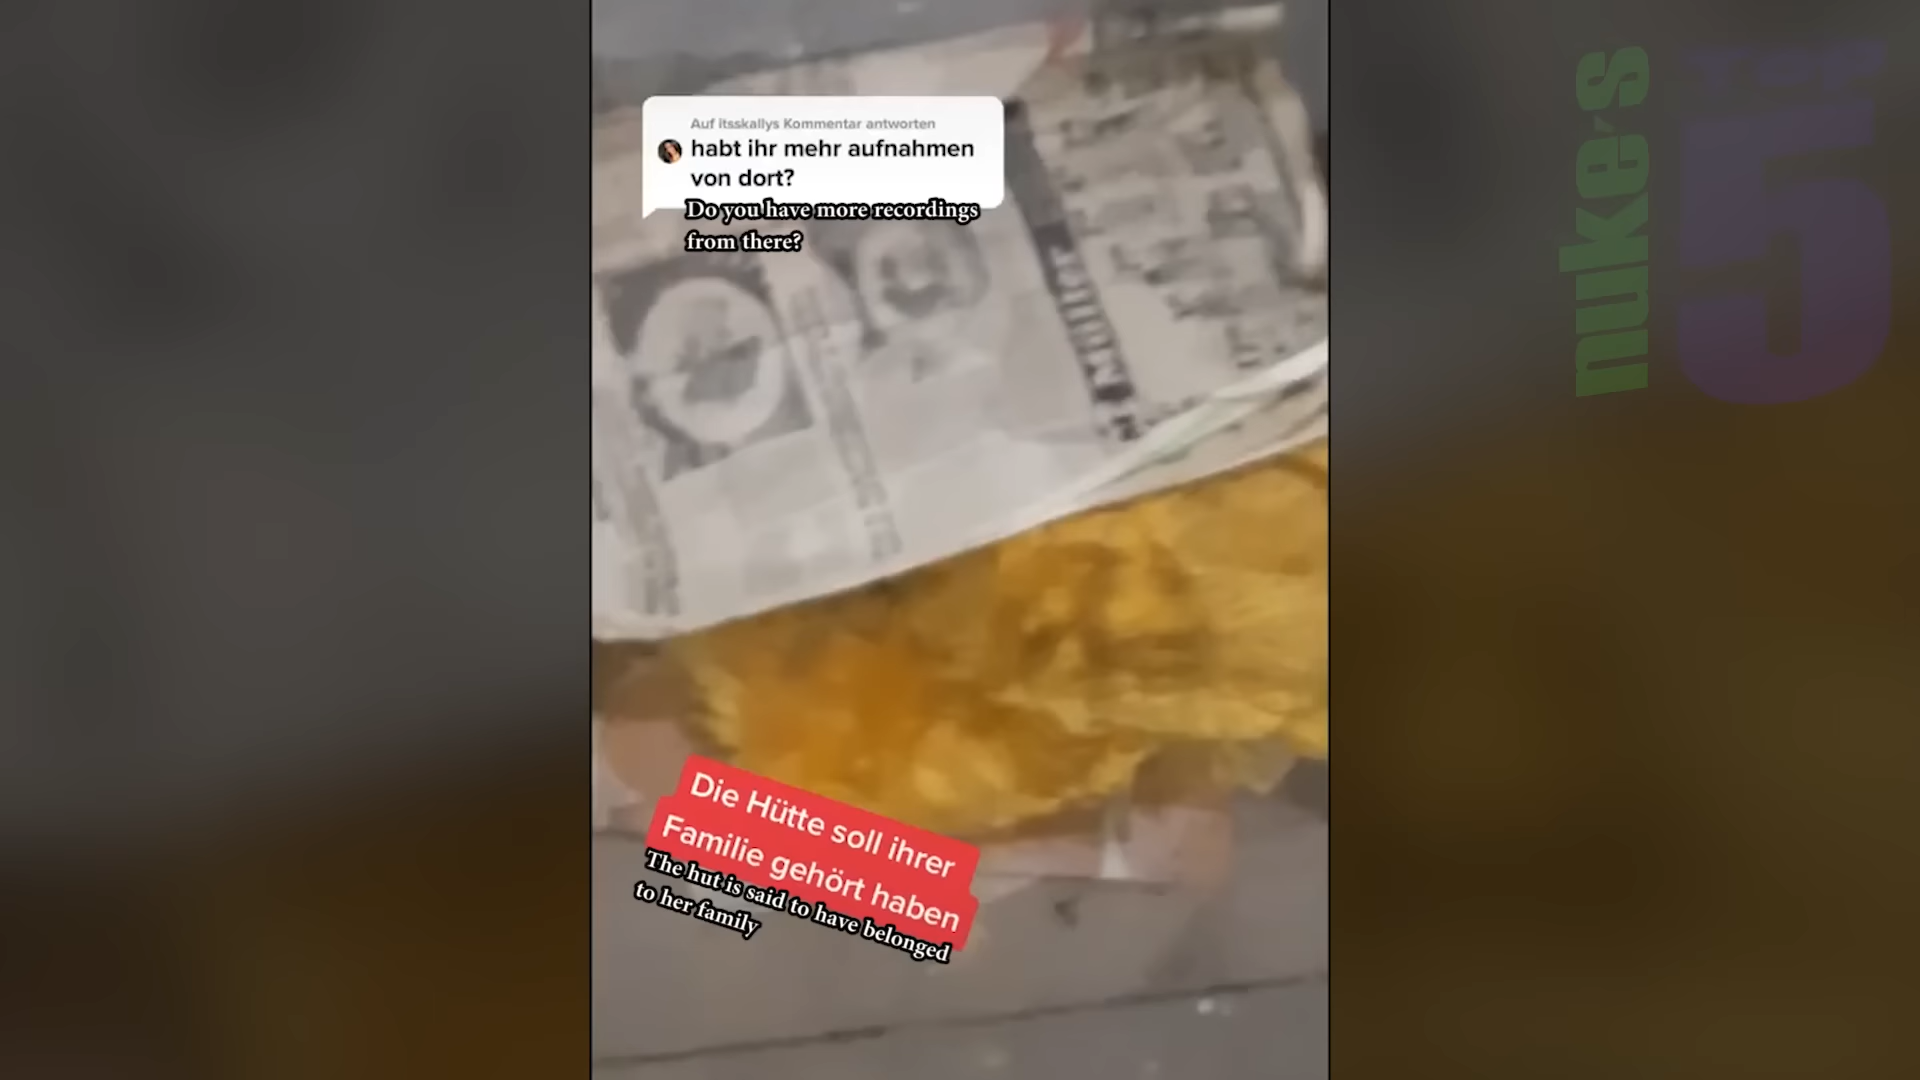 Auf itsskallys Kommentar antworten
habt ihr mehr aufnahmen
von dort?
Do you have more recordings
from there?
nuke's
TOP
5
Die Hütte soll ihrer
Familie gehört haben
The hut is said to have belonged
to her family